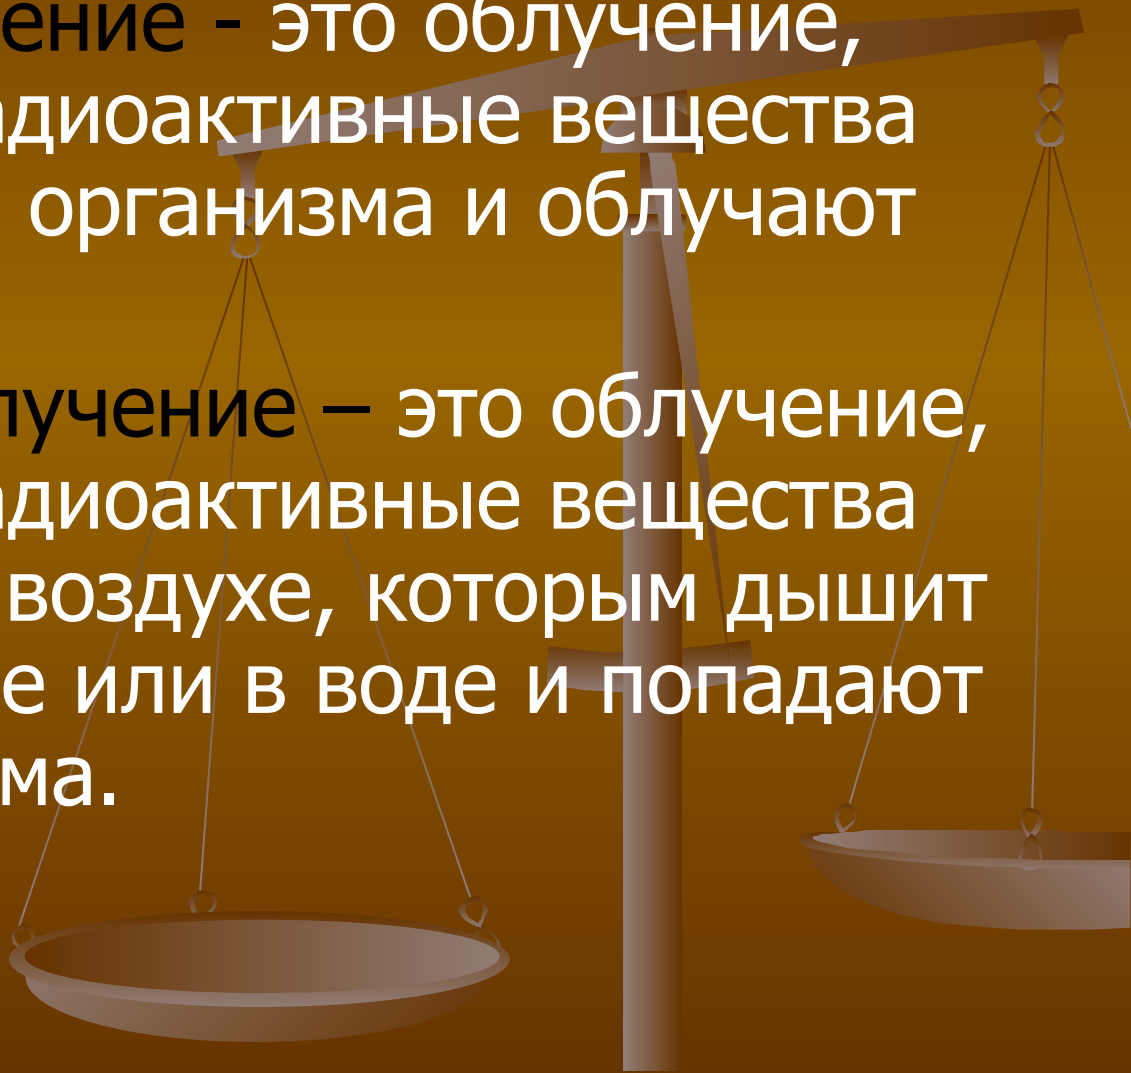 ение - это облучение,
адиоактивные вещества
организма и облучают
лучение – это облучение,
адиоактивные вещества
воздухе, которым дышит
е или в воде и попадают
ма.